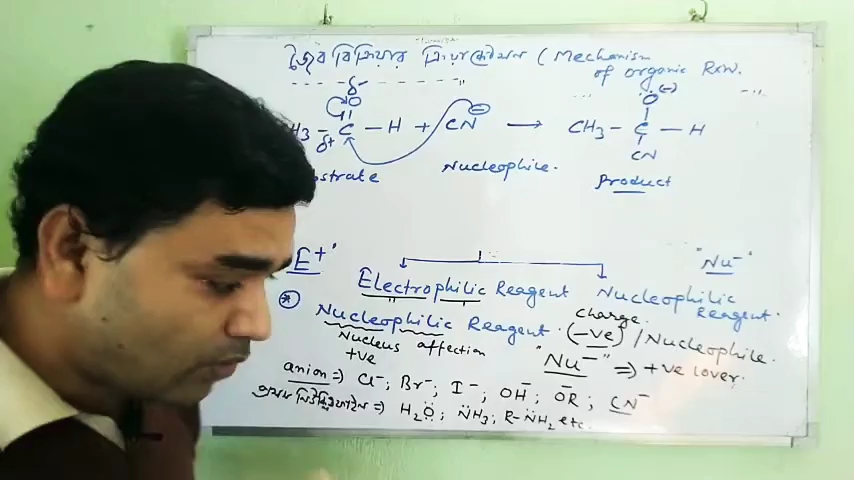 জৈব বিক্রিয়ার ক্রিয়াকৌশল (Mechanism of organic Rxn.
δ-
O O (-)
H3 - C - H + CN ⟶ CH3 - C - H
δ+ CN
strate Nucleophile. Product
"E+" "Nu-"
Electrophilic Reagent Nucleophilic Reagent.
* Nucleophilic Reagent. charge (-ve) / Nucleophile.
Nucleus affection
+ve "Nu-" ⇒ +ve lover.
anion ⇒ Cl-; Br-; I-; OH-; OR-; CN-
⇒ H2O; NH3; R-NH2 etc.